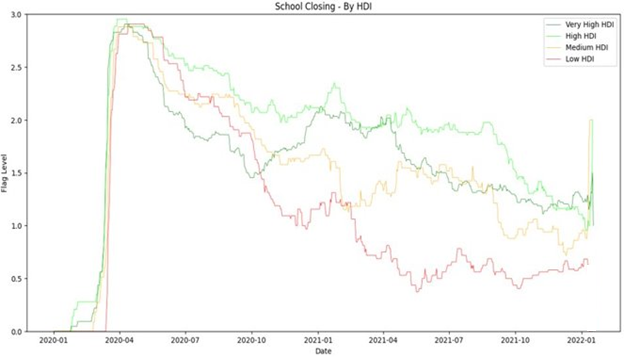 School Closing - By HDI
Very High HDI
High HDI
Medium HDI
Low HDI
Flag Level
3.0
2.5
2.0
1.5
1.0
0.5
0.0
2020-01 2020-04 2020-07 2020-10 2021-01 2021-04 2021-07 2021-10 2022-01
Date